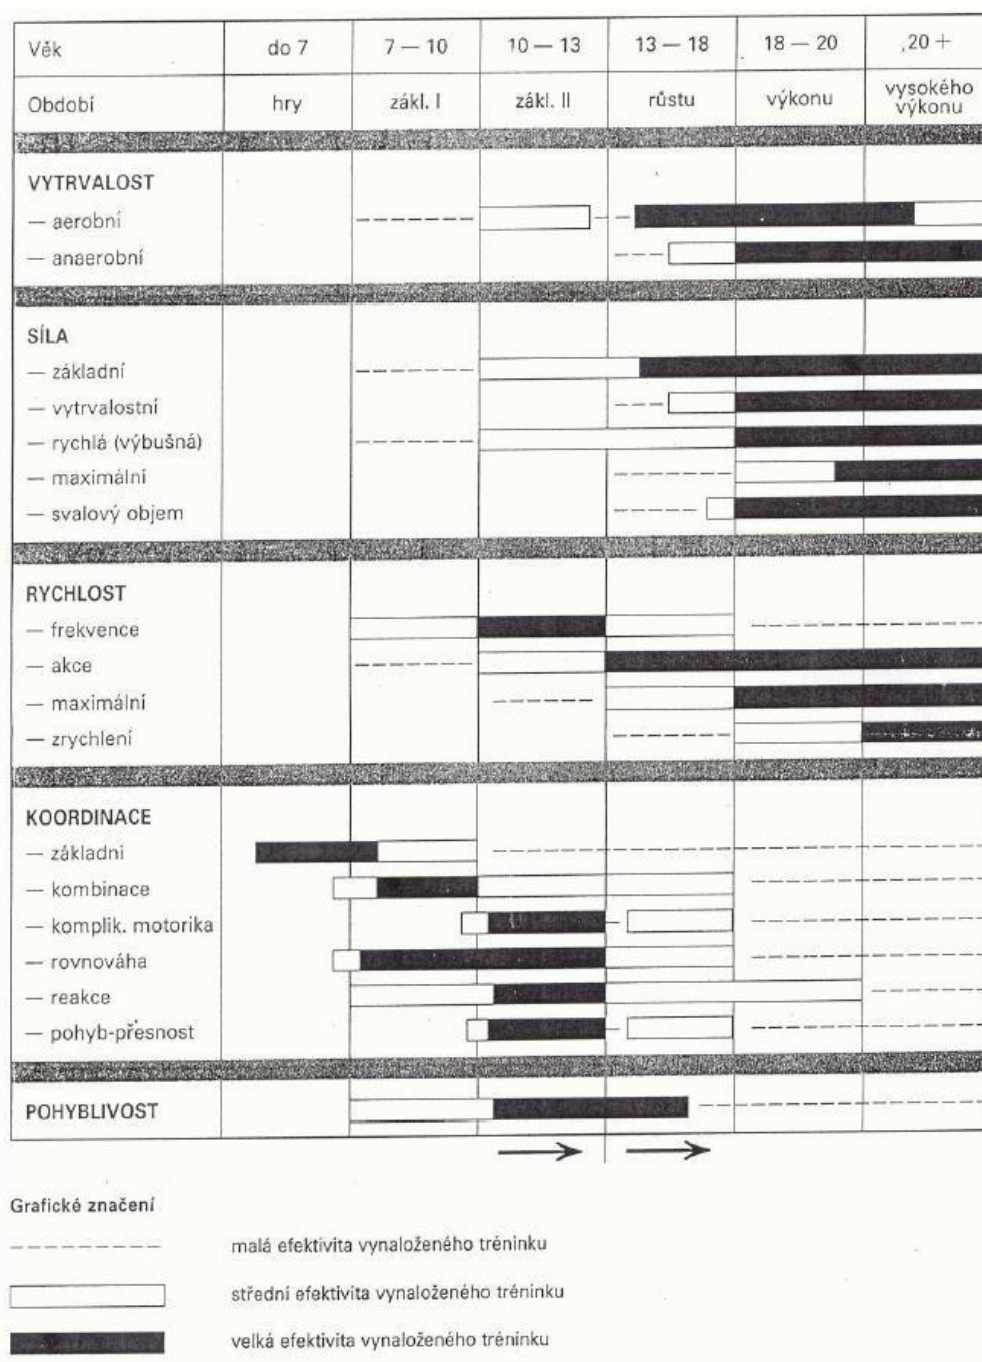 Věk do 7 7 — 10 10 — 13 13 — 18 18 — 20 20 +
Období hry zákl. I zákl. II růstu výkonu vysokého
výkonu
VYTRVALOST
— aerobní
— anaerobní
SÍLA
— základní
— vytrvalostní
— rychlá (výbušná)
— maximální
— svalový objem
RYCHLOST
— frekvence
— akce
— maximální
— zrychlení
KOORDINACE
— základní
— kombinace
— komplik. motorika
— rovnováha
— reakce
— pohyb-přesnost
POHYBLIVOST
Grafické značení
malá efektivita vynaloženého tréninku
střední efektivita vynaloženého tréninku
velká efektivita vynaloženého tréninku